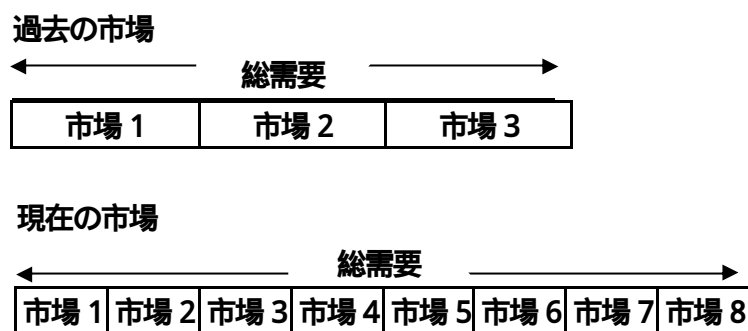 過去の市場
総需要
市場 1 市場 2 市場 3
現在の市場
総需要
市場 1 市場 2 市場 3 市場 4 市場 5 市場 6 市場 7 市場 8